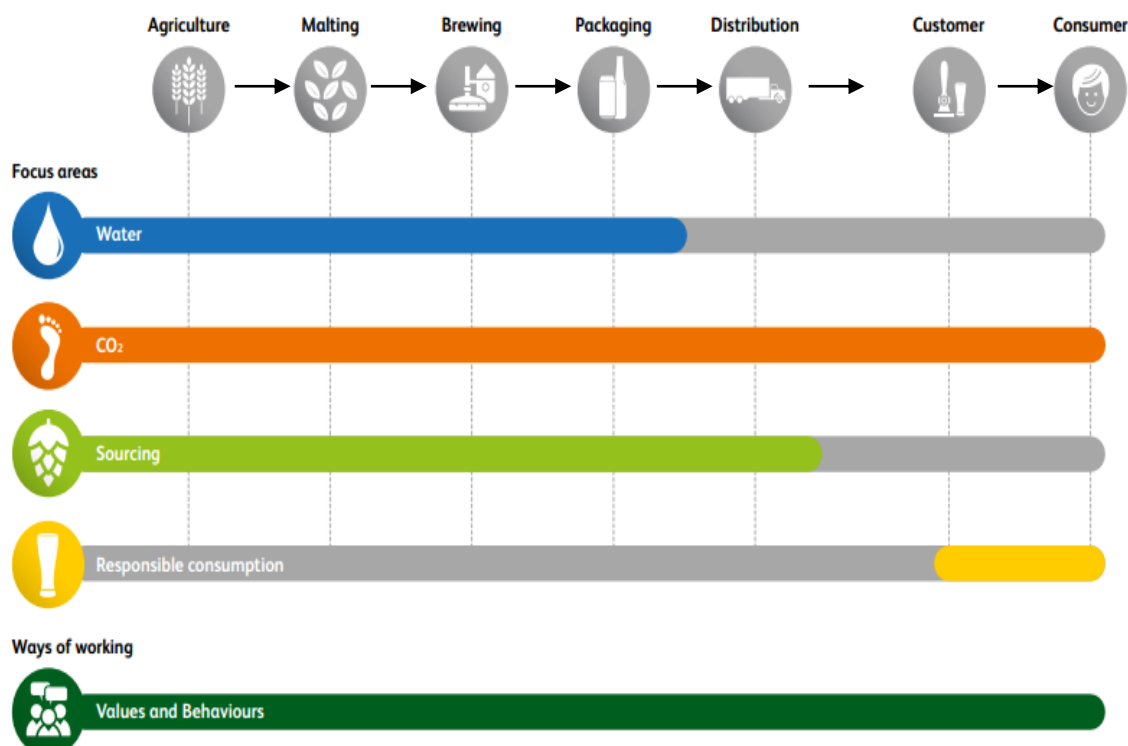 Agriculture Malting Brewing Packaging Distribution Customer Consumer
Focus areas
Water
CO₂
Sourcing
Responsible consumption
Ways of working
Values and Behaviours